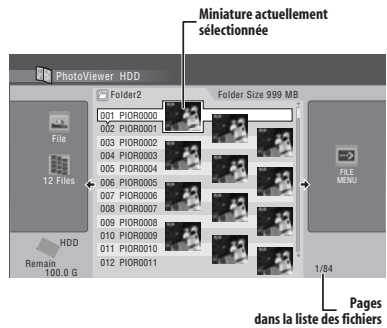 Miniature actuellement
sélectionnée
PhotoViewer HDD
Folder2
Folder Size 999 MB
001 PIOR0000
002 PIOR0001
003 PIOR0002
004 PIOR0003
005 PIOR0004
006 PIOR0005
007 PIOR0006
008 PIOR0007
009 PIOR0008
010 PIOR0009
011 PIOR0010
012 PIOR0011
File
12 Files
HDD
Remain
100.0 G
FILE
MENU
1/84
Pages
dans la liste des fichiers